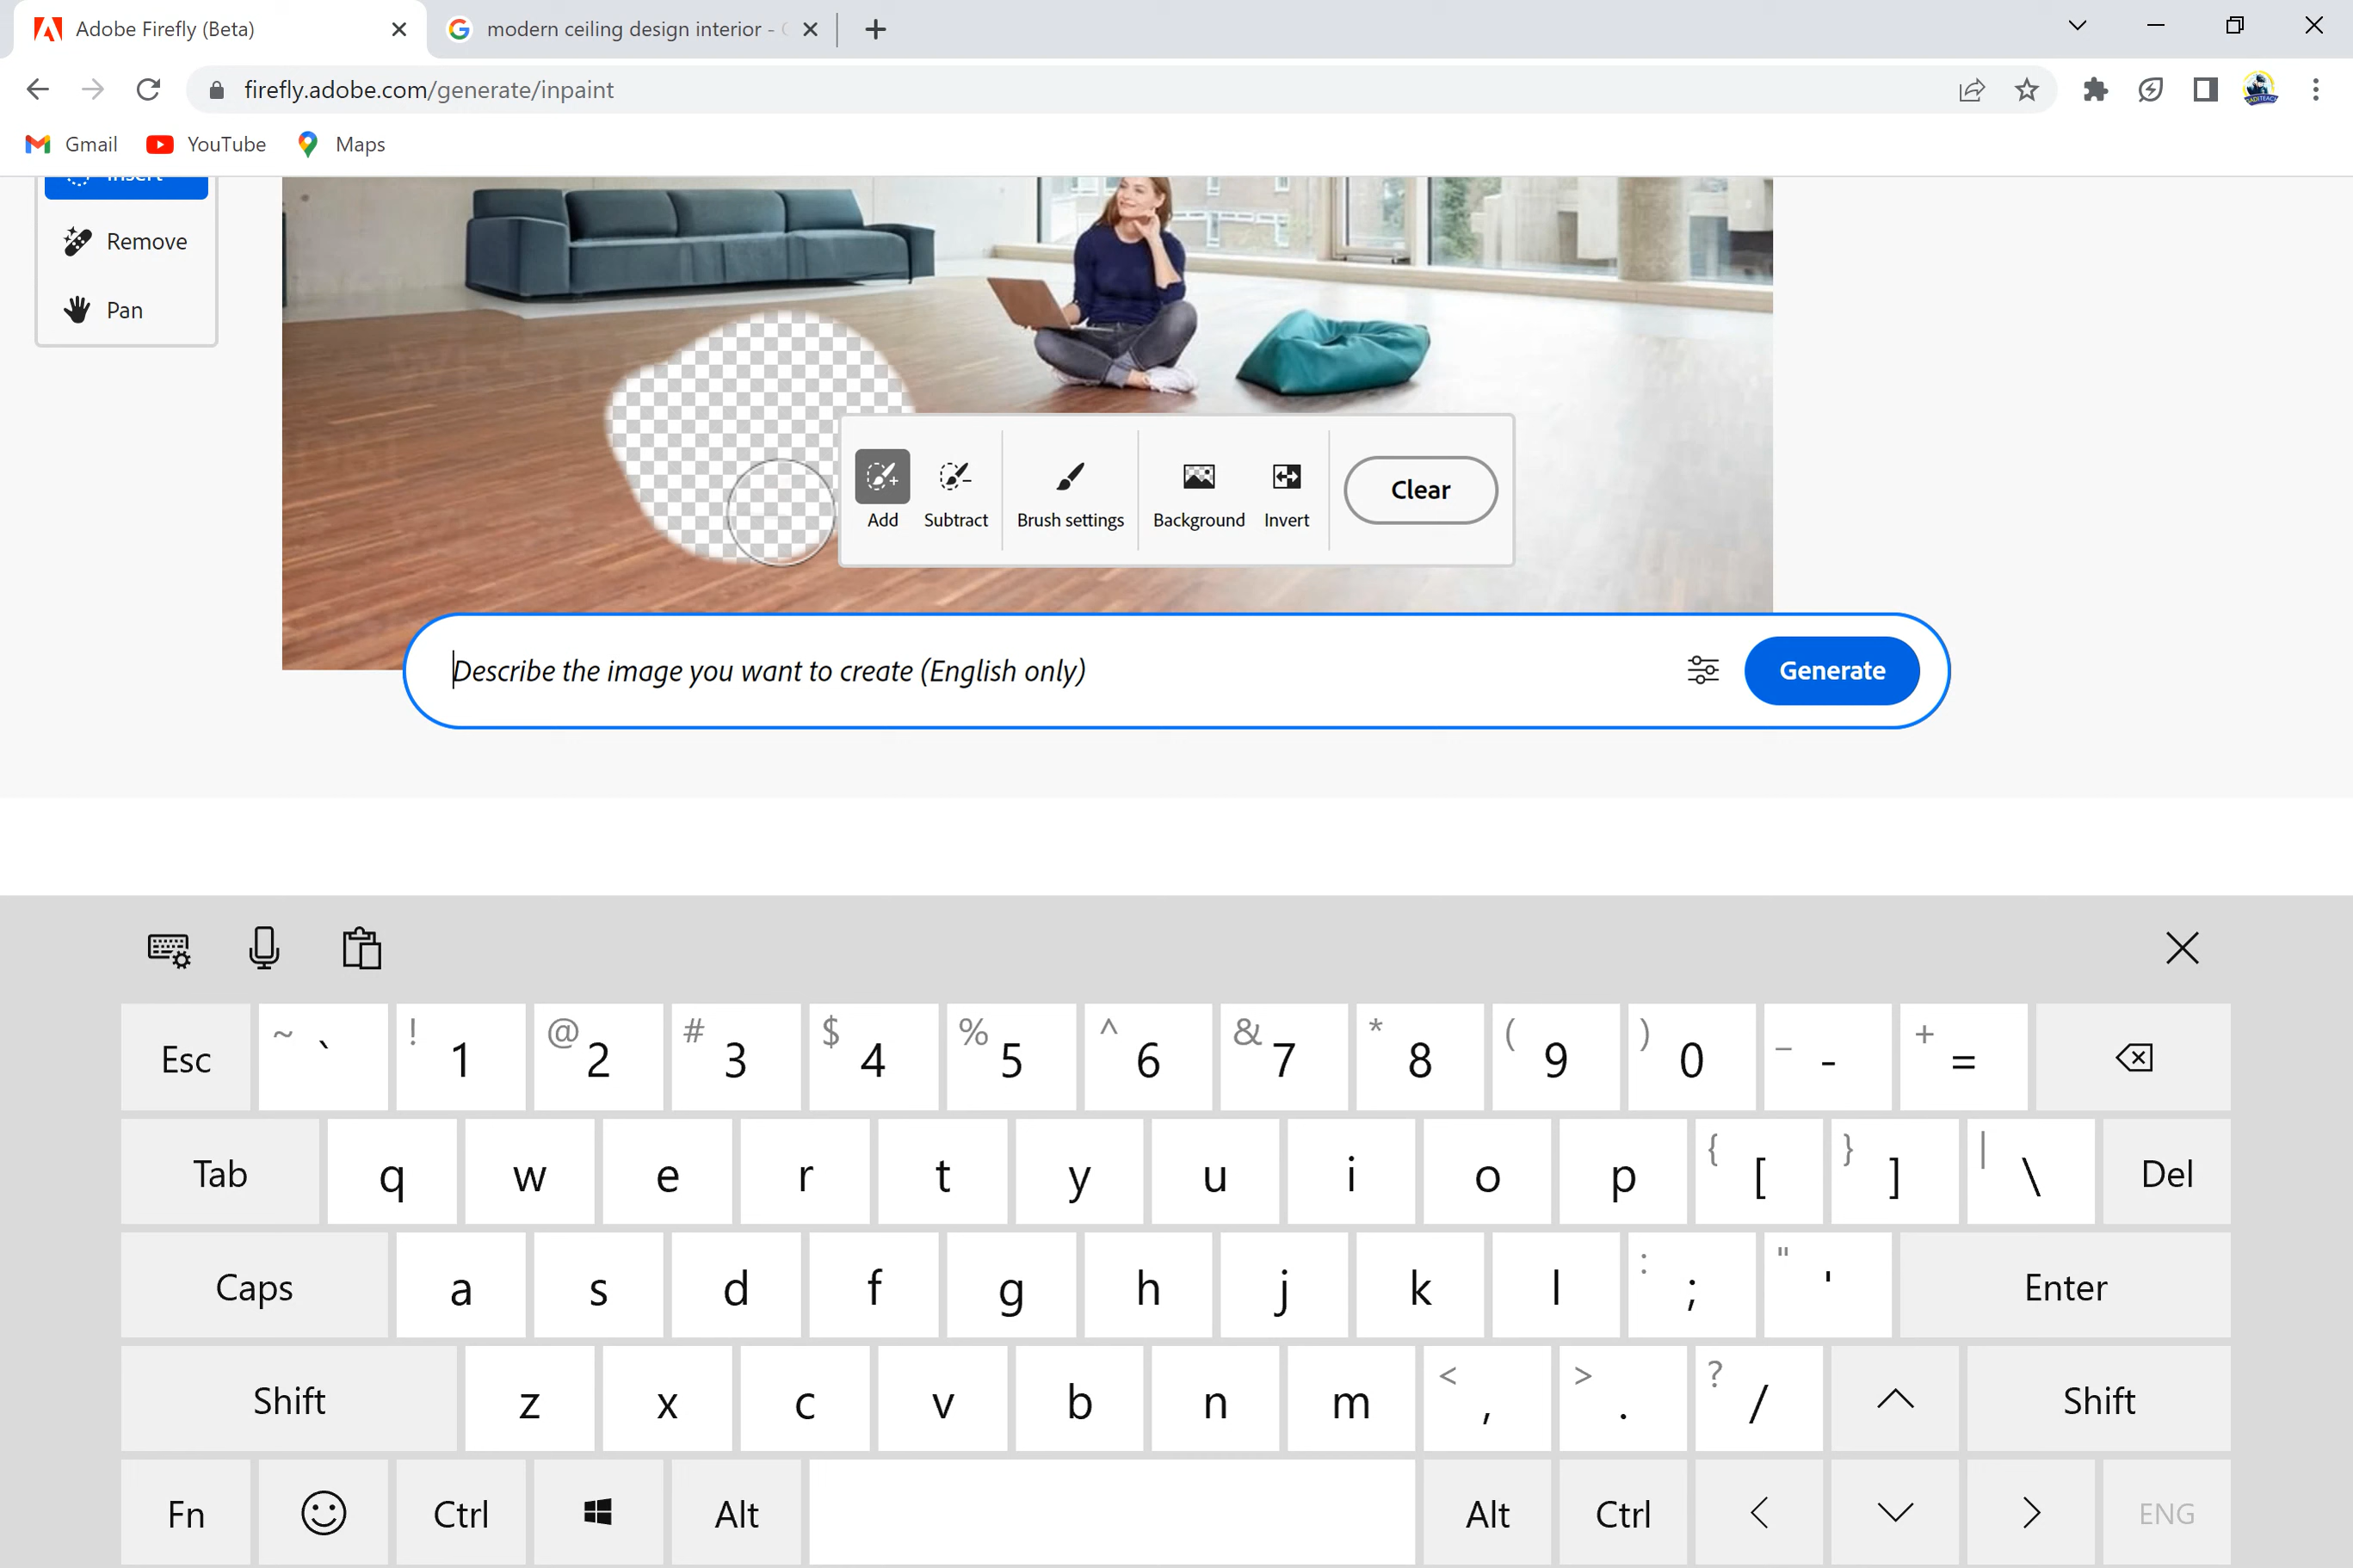 Adobe Firefly (Beta)
modern ceiling design interior -
firefly.adobe.com/generate/inpaint
Gmail
YouTube
Maps
Insert
Remove
Pan
Add
Subtract
Brush settings
Background
Invert
Clear
Describe the image you want to create (English only)
Generate
Esc ~ ` ! 1 @ 2 # 3 $ 4 % 5 ^ 6 & 7 * 8 ( 9 ) 0 _ - + =
Tab q w e r t y u i o p { [ } ] | \ Del
Caps a s d f g h j k l : ; " ' Enter
Shift z x c v b n m < , > . ? / Shift
Fn Ctrl Alt Alt Ctrl ENG